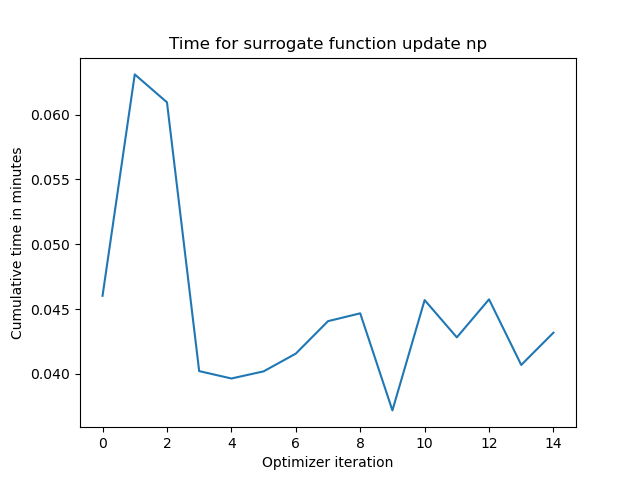 Time for surrogate function update np
Cumulative time in minutes
0.060
0.055
0.050
0.045
0.040
0 2 4 6 8 10 12 14
Optimizer iteration